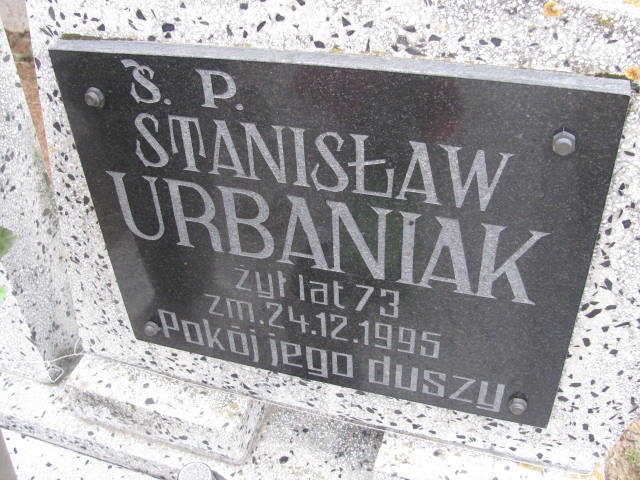 Ś. P.
STANISŁAW
URBANIAK
żył lat 73
zm. 24.12.1995
Pokój jego duszy